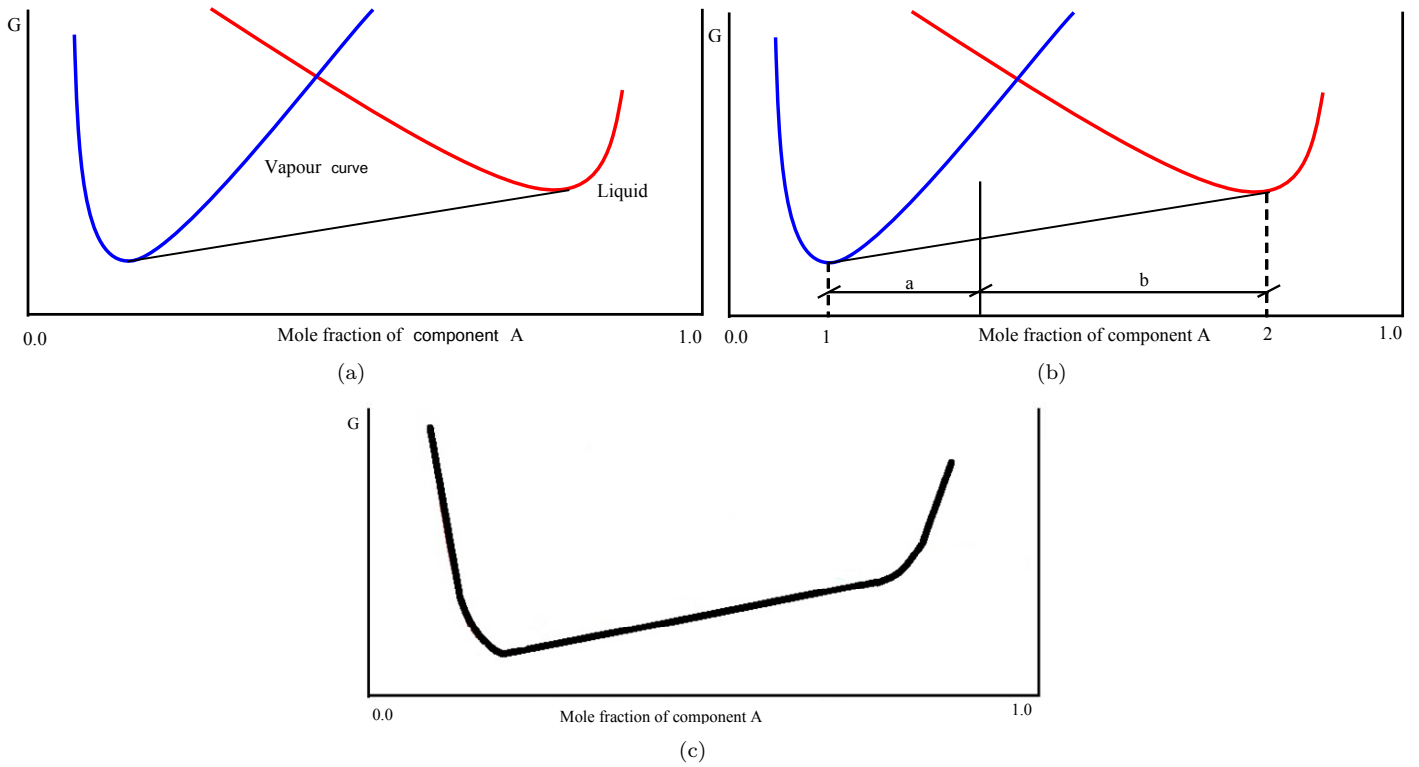 G
Vapour curve
Liquid
0.0
Mole fraction of component A
1.0
(a)
G
a
b
0.0
1
Mole fraction of component A
2
1.0
(b)
G
0.0
Mole fraction of component A
1.0
(c)